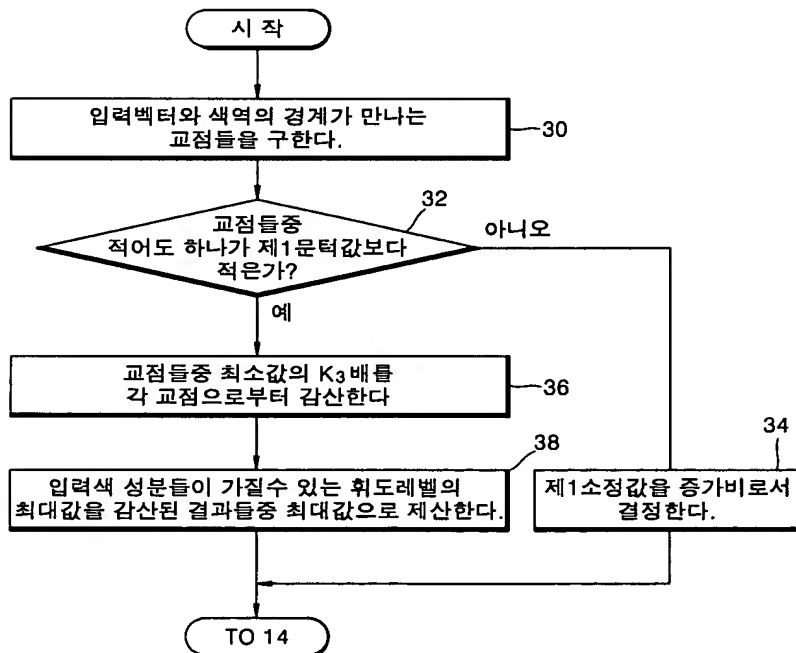 시 작
입력벡터와 색역의 경계가 만나는
교점들을 구한다.
30
32
교점들중
적어도 하나가 제1문턱값보다
적은가?
아니오
예
교점들중 최소값의 K3배를
각 교점으로부터 감산한다
36
38
입력색 성분들이 가질수 있는 휘도레벨의
최대값을 감산된 결과들중 최대값으로 제산한다.
34
제1소정값을 증가비로서
결정한다.
TO 14